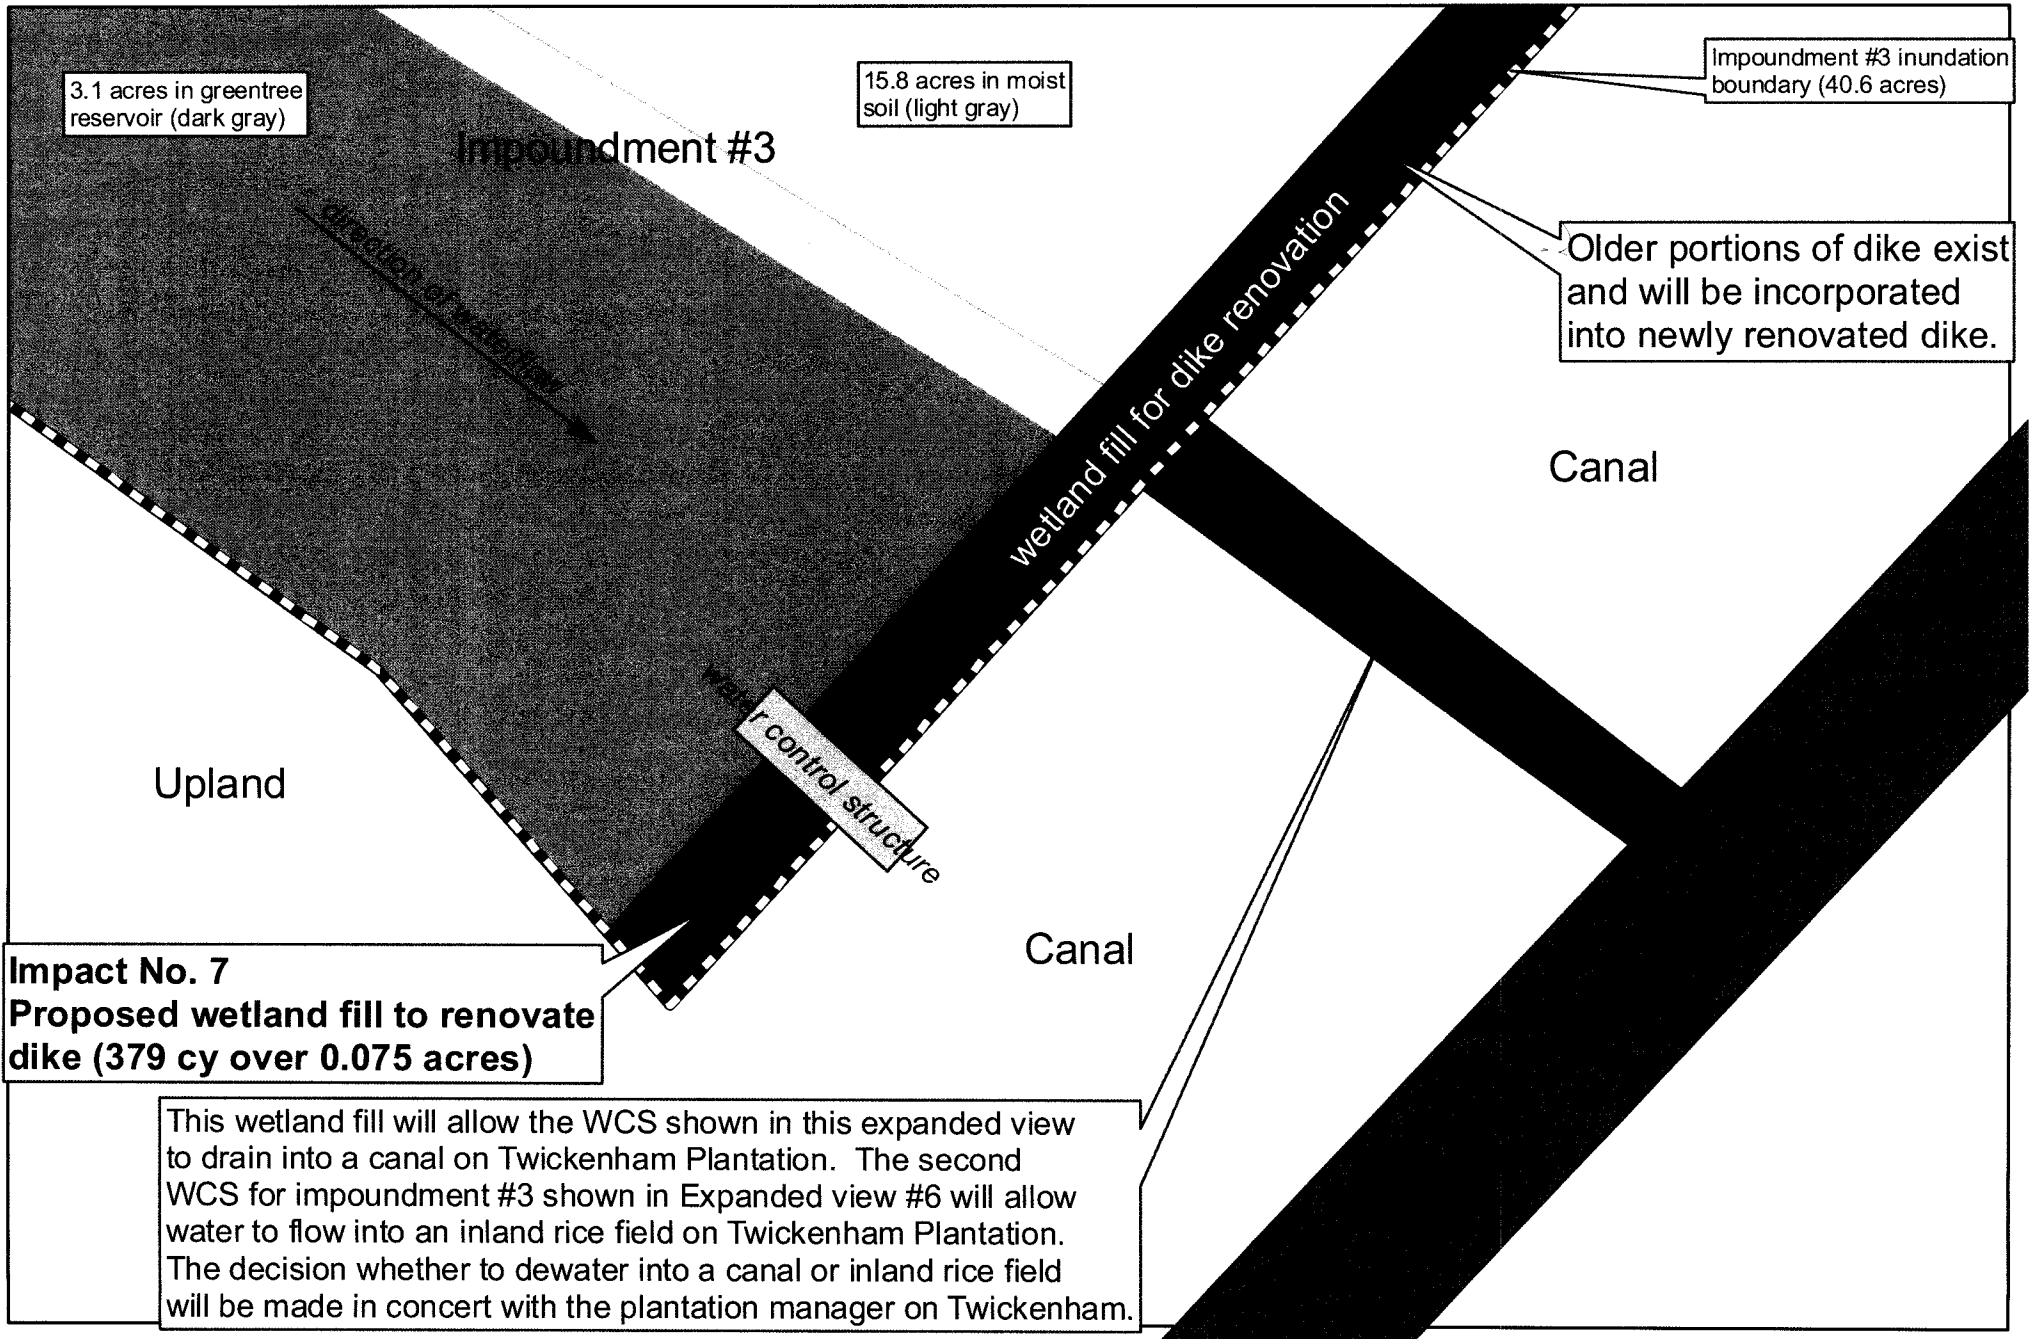 3.1 acres in greentree
reservoir (dark gray)
15.8 acres in moist
soil (light gray)
Impoundment #3 inundation
boundary (40.6 acres)
Impoundment #3
direction of waterflow
wetland fill for dike renovation
Older portions of dike exist
and will be incorporated
into newly renovated dike.
Canal
water control structure
Upland
Canal
Impact No. 7
Proposed wetland fill to renovate
dike (379 cy over 0.075 acres)
This wetland fill will allow the WCS shown in this expanded view
to drain into a canal on Twickenham Plantation. The second
WCS for impoundment #3 shown in Expanded view #6 will allow
water to flow into an inland rice field on Twickenham Plantation.
The decision whether to dewater into a canal or inland rice field
will be made in concert with the plantation manager on Twickenham.